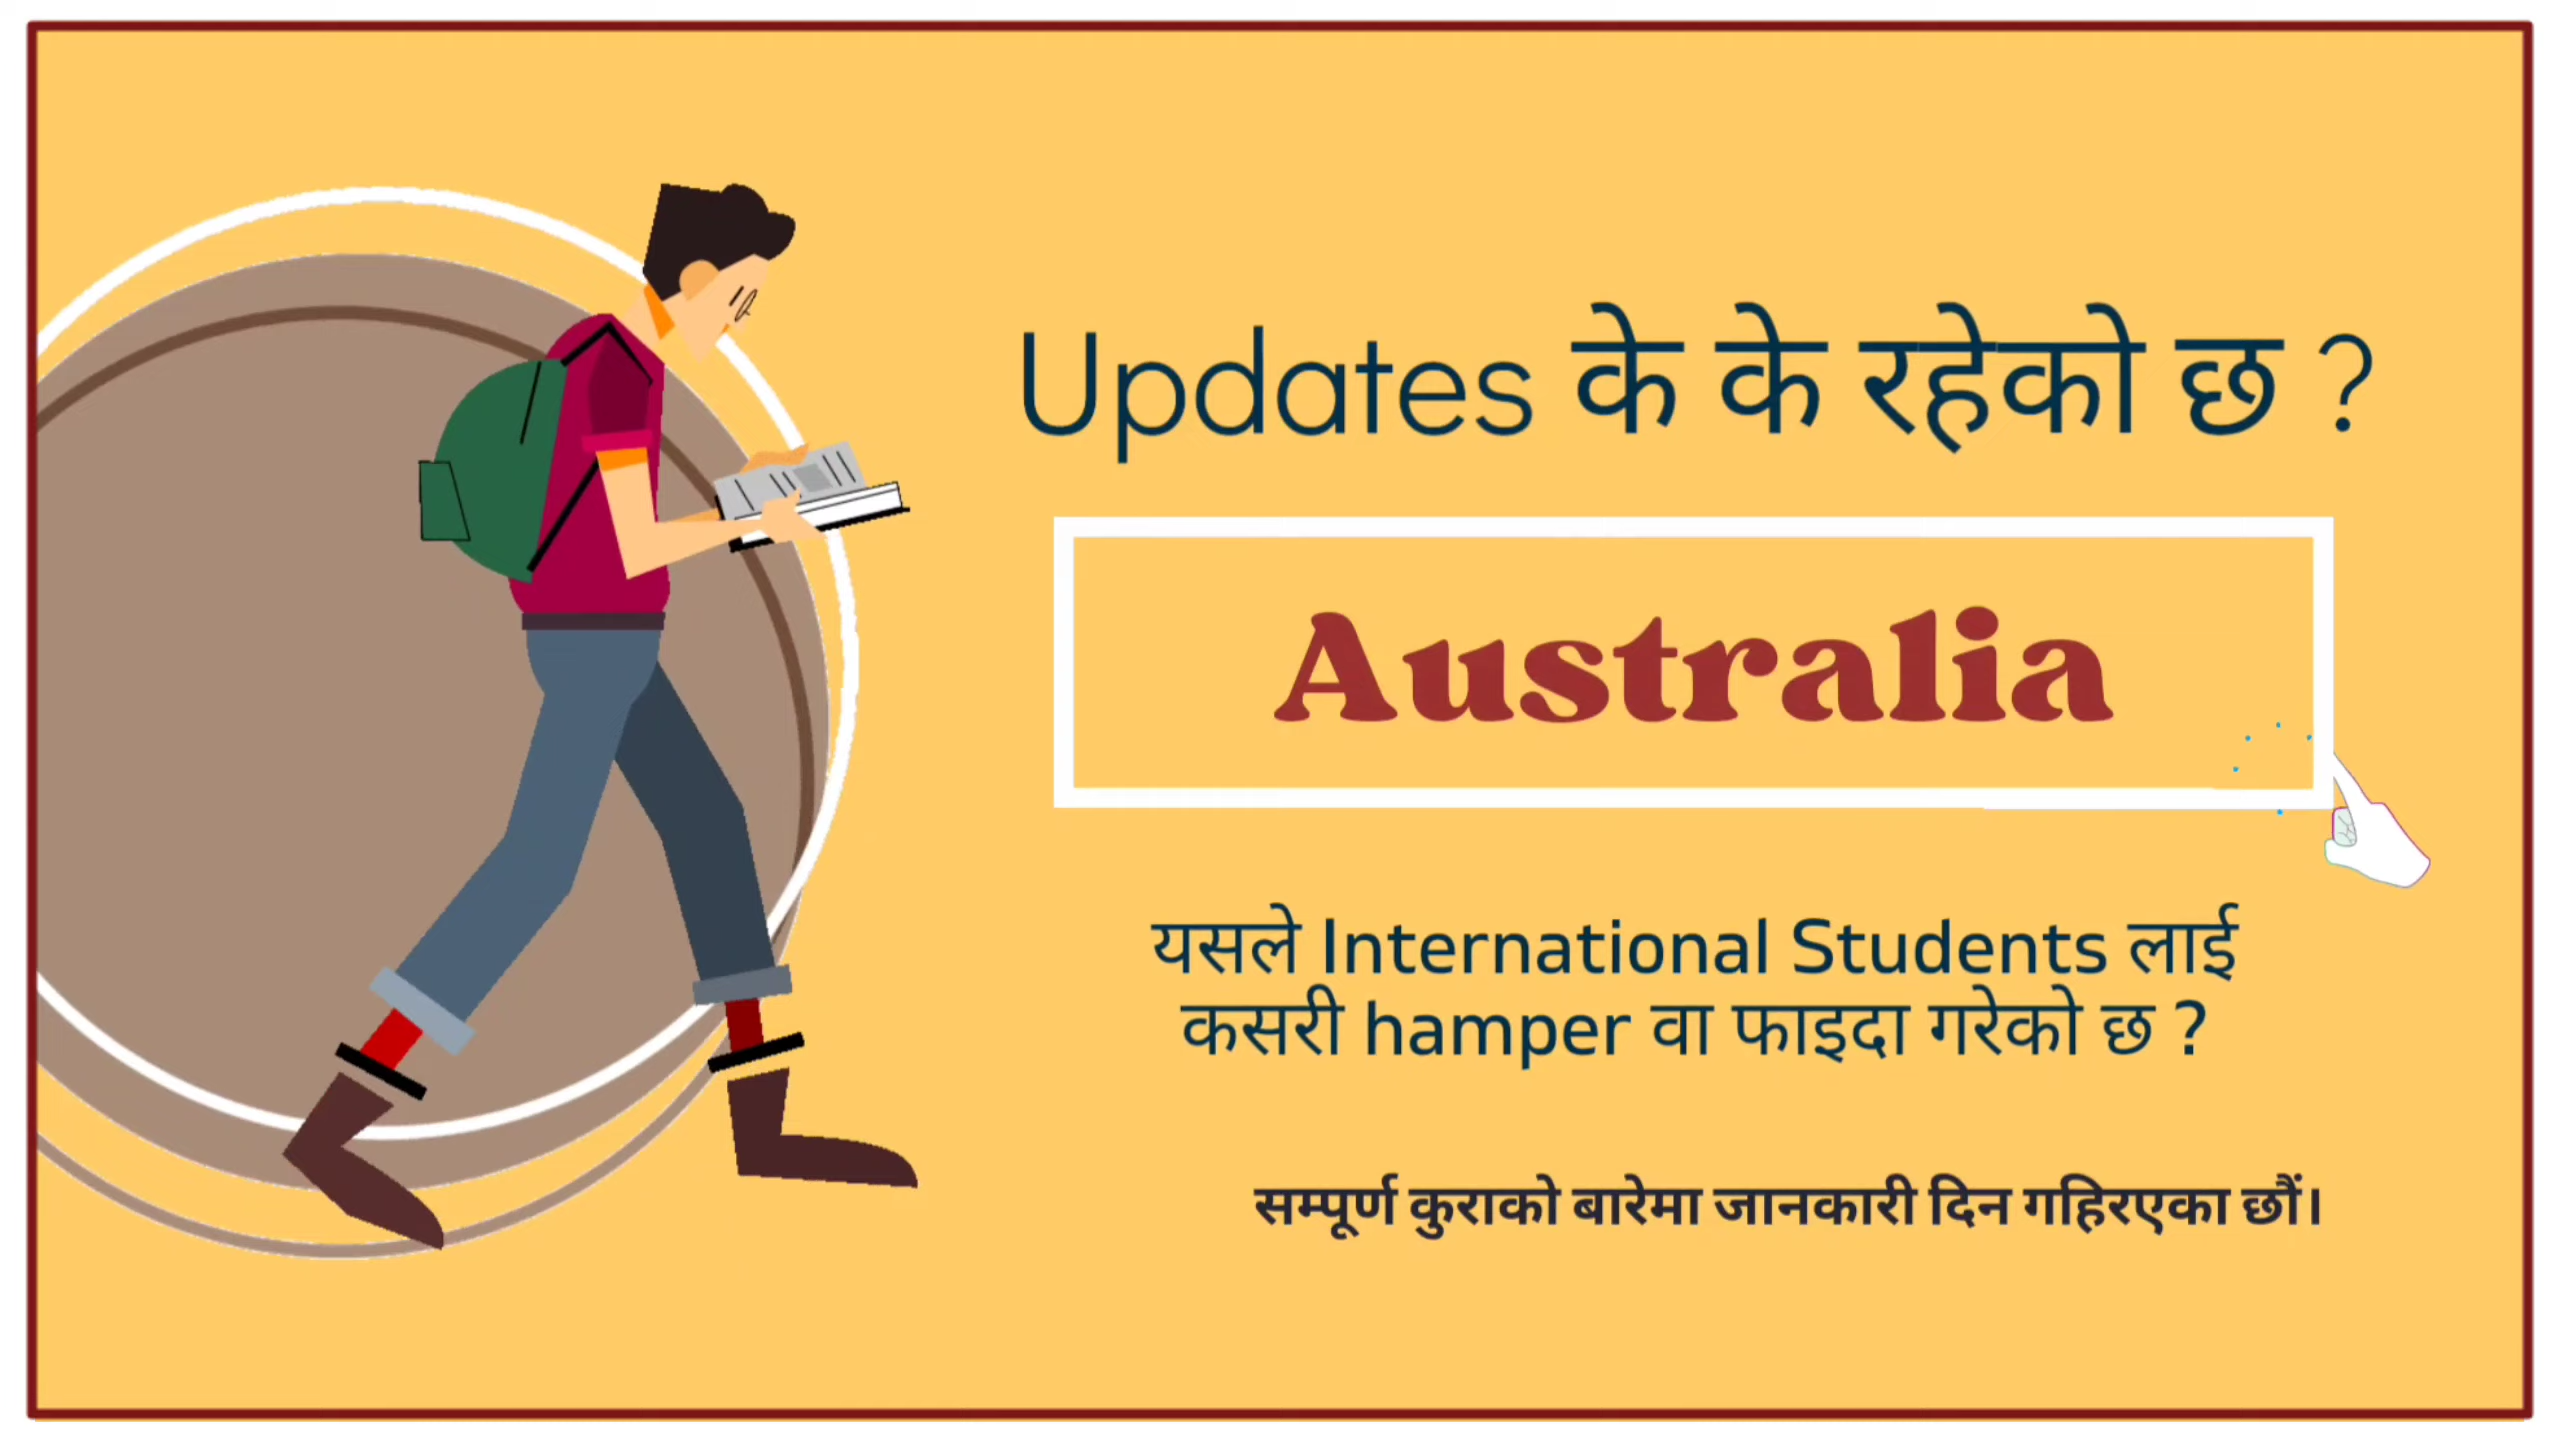 Updates के के रहेको छ ?
Australia
यसले International Students लाई
कसरी hamper वा फाइदा गरेको छ ?
सम्पूर्ण कुराको बारेमा जानकारी दिन गहिरएका छौं।